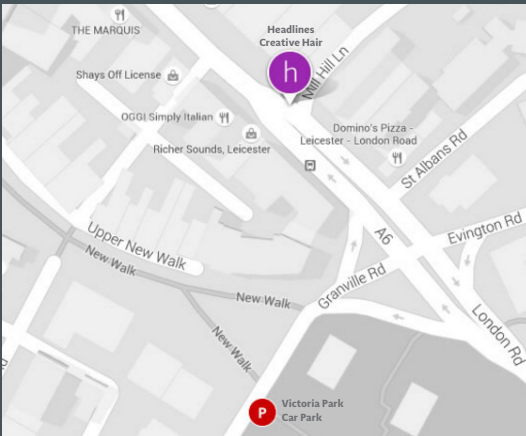 THE MARQUIS
Headlines
Creative Hair
h
Mill Hill Ln
Shays Off License
OGGI Simply Italian
Richer Sounds, Leicester
Domino's Pizza -
Leicester - London Road
St Albans Rd
Upper New Walk
New Walk
New Walk
New Walk
A6
Evington Rd
Granville Rd
London Rd
P
Victoria Park
Car Park